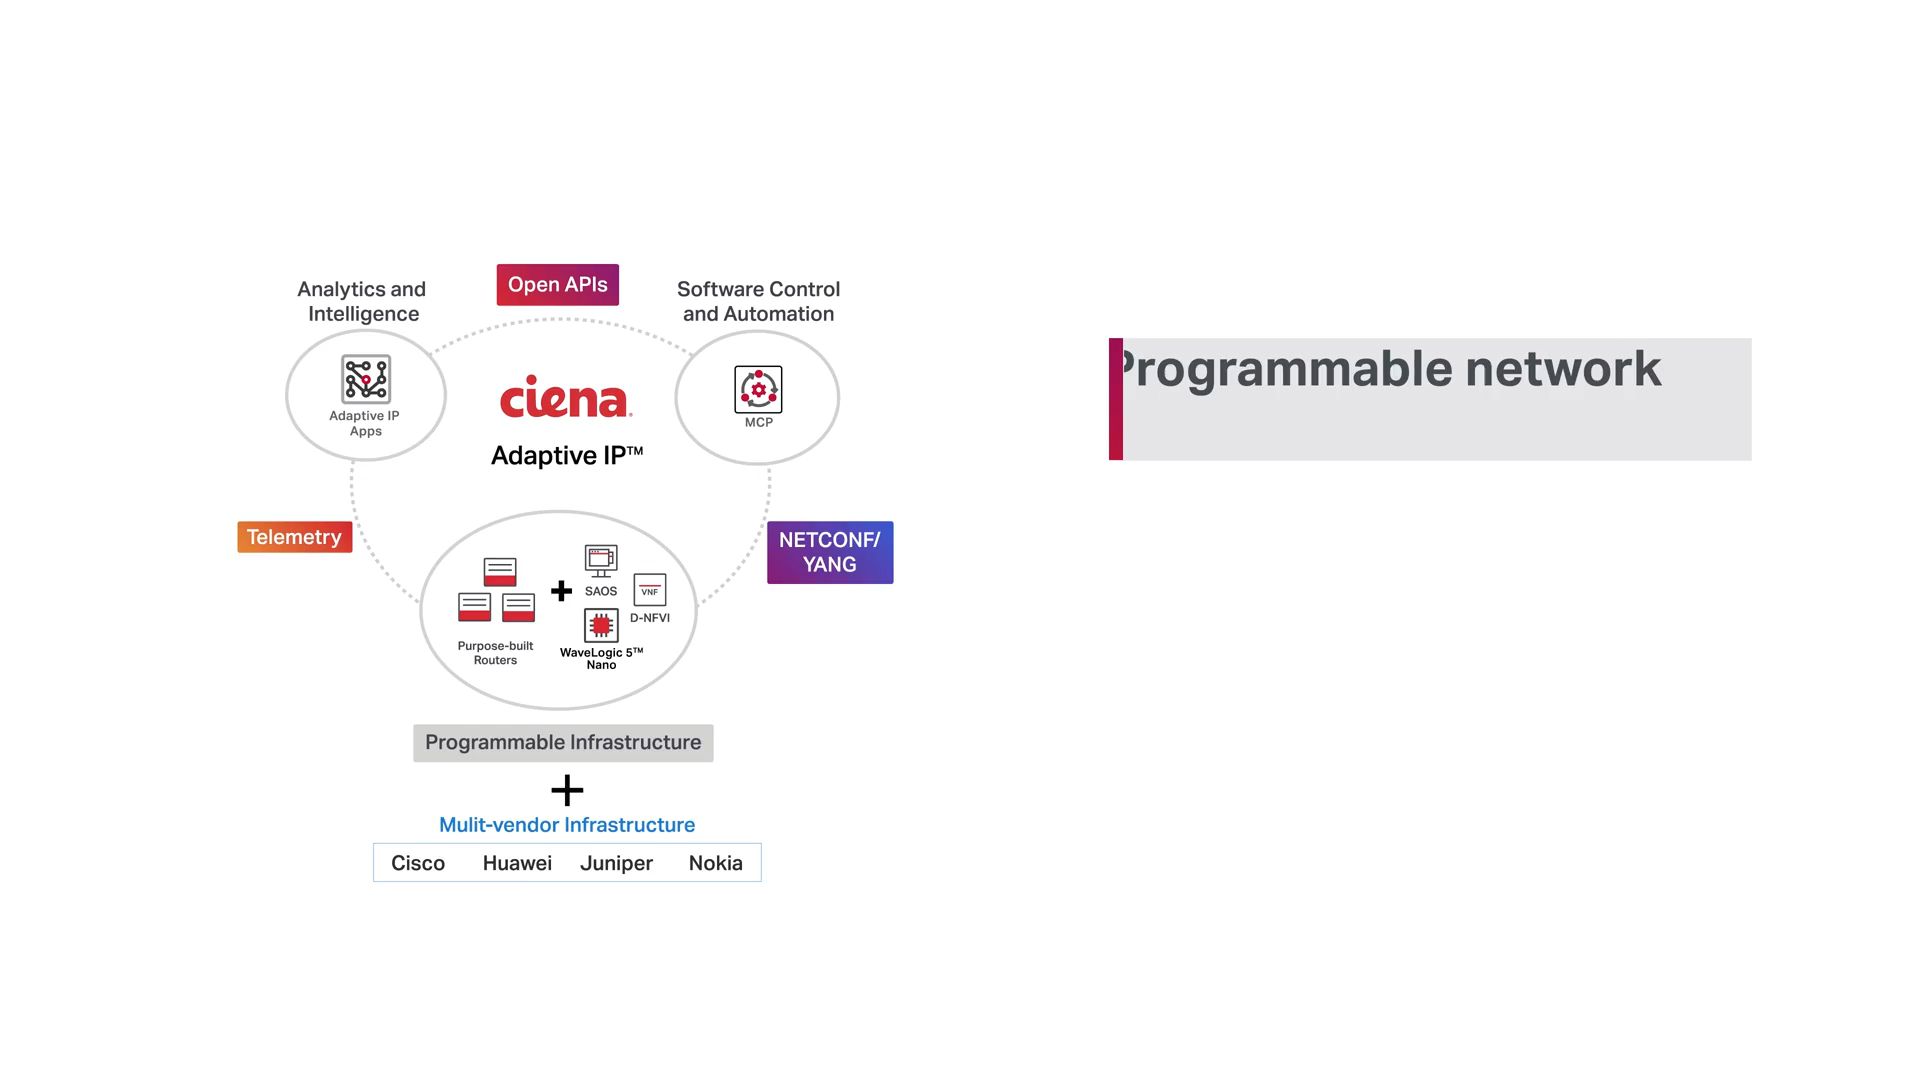 Open APIs
Analytics and
Intelligence
Software Control
and Automation
Adaptive IP
Apps
ciena
Adaptive IP™
MCP
Telemetry
NETCONF/
YANG
SAOS
VNF
D-NFVI
Purpose-built
Routers
WaveLogic 5™
Nano
Programmable Infrastructure
Mulit-vendor Infrastructure
Cisco Huawei Juniper Nokia
Programmable network